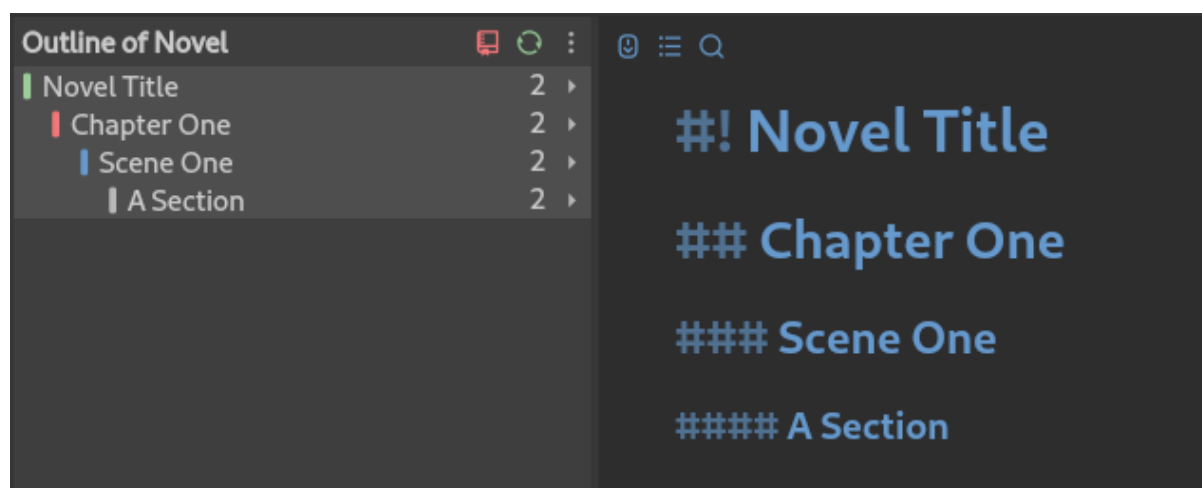 Outline of Novel
Novel Title 2
Chapter One 2
Scene One 2
A Section 2
#! Novel Title
## Chapter One
### Scene One
#### A Section